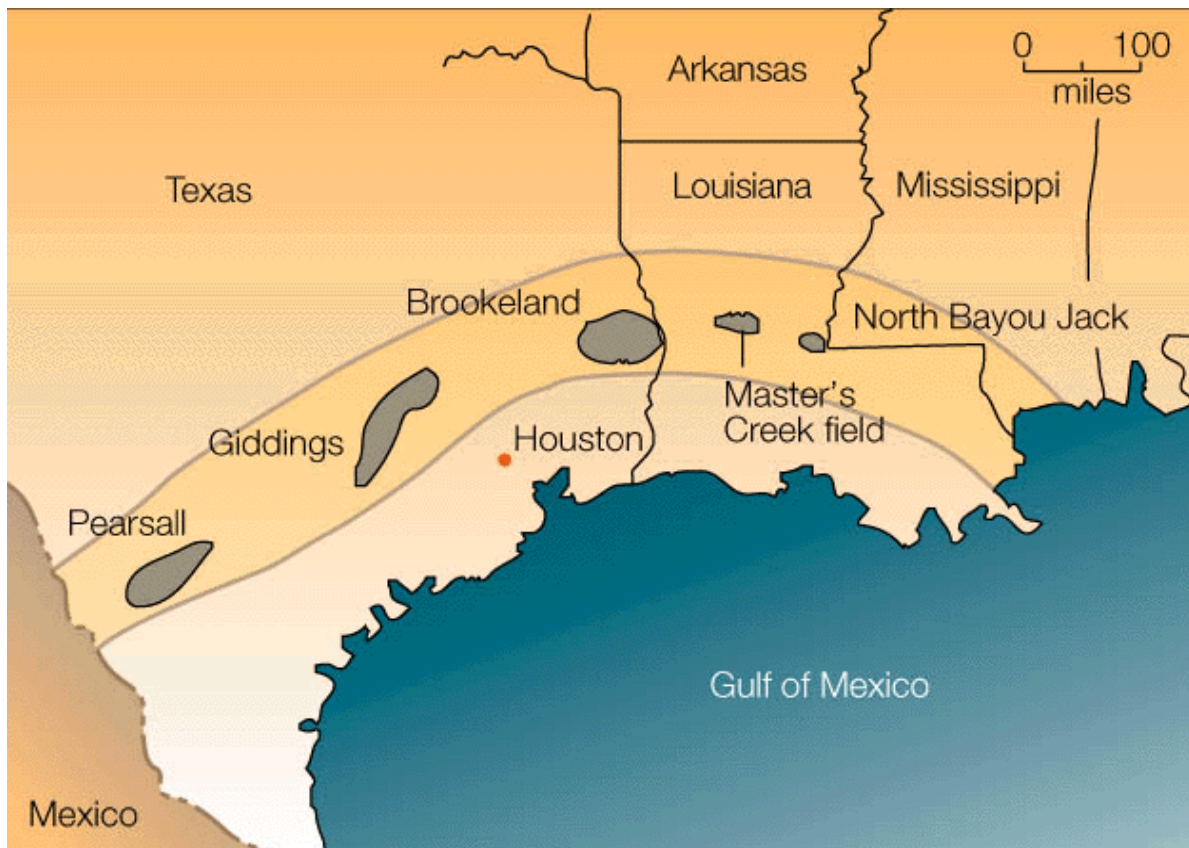 0 100
miles
Arkansas
Texas
Louisiana
Mississippi
Brookeland
North Bayou Jack
Master's
Creek field
Giddings
Houston
Pearsall
Gulf of Mexico
Mexico